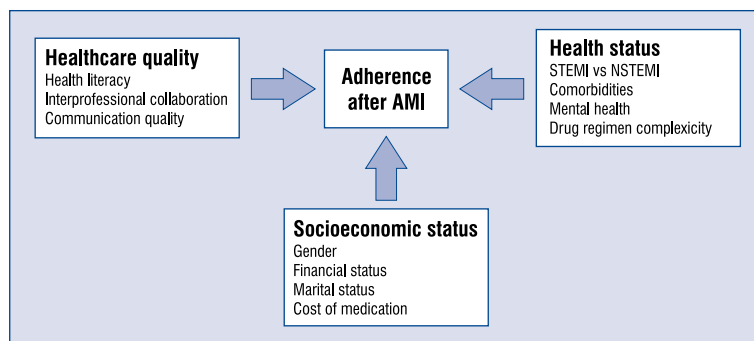 Healthcare quality
Health literacy
Interprofessional collaboration
Communication quality
Adherence
after AMI
Health status
STEMI vs NSTEMI
Comorbidities
Mental health
Drug regimen complexicity
Socioeconomic status
Gender
Financial status
Marital status
Cost of medication